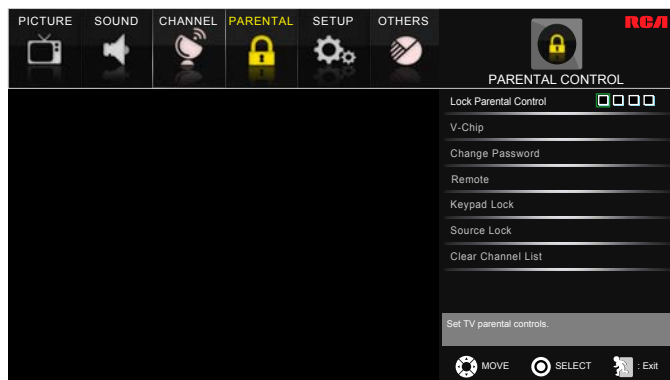 PICTURE SOUND CHANNEL PARENTAL SETUP OTHERS
RCA
PARENTAL CONTROL
Lock Parental Control
V-Chip
Change Password
Remote
Keypad Lock
Source Lock
Clear Channel List
Set TV parental controls.
MOVE SELECT : Exit